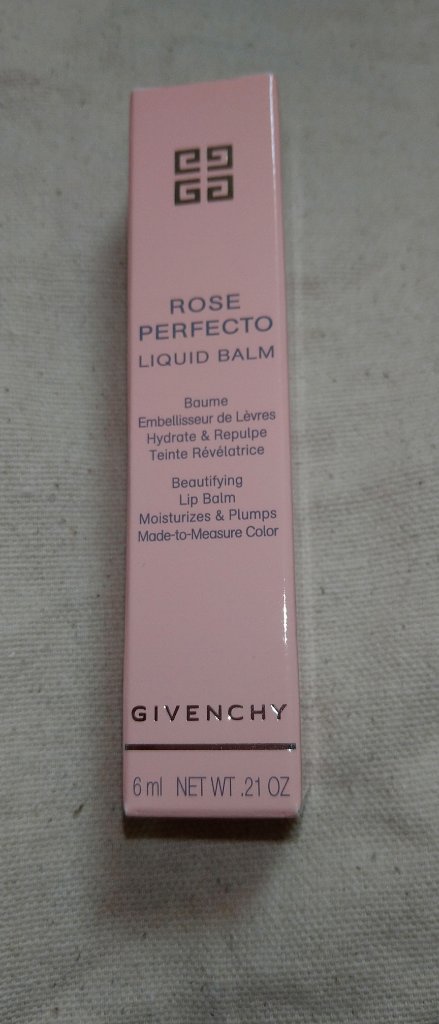 ROSE
PERFECTO
LIQUID BALM
Baume
Embellisseur de Lèvres
Hydrate & Repulpe
Teinte Révélatrice
Beautifying
Lip Balm
Moisturizes & Plumps
Made-to-Measure Color
GIVENCHY
6 ml NET WT .21 OZ